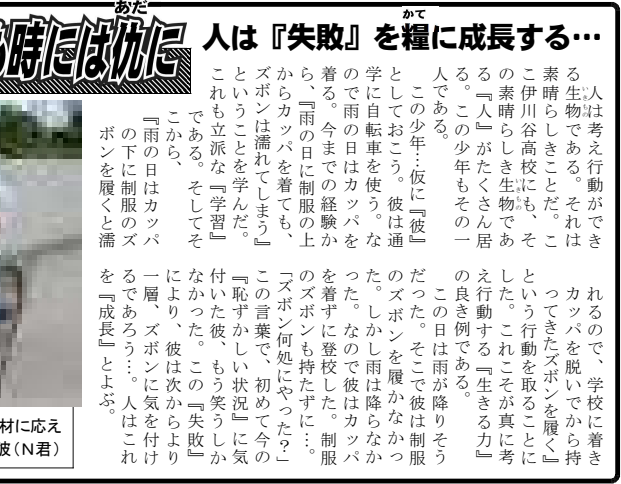 時には仇に
あだ
人は『失敗』を糧に成長する…
かて
人は考え行動ができ
る生物である。それは
いきもの
素晴らしきことだ。こ
こ伊川谷高校にも、そ
の素晴らしき生物であ
いきもの
る『人』がたくさん居
る。この少年もその一
人である。
この少年…仮に『彼』
としておこう。彼は通
学に自転車を使う。な
ので雨の日はカッパを
着る。今までの経験か
ら、『雨の日に制服の上
からカッパを着ても、
ズボンは濡れてしまう』
ということを学んだ。
これも立派な『学習』
である。そしてそ
こから、
『雨の日はカッパ
の下に制服のズ
ボンを履くと濡
れるので、学校に着き
カッパを脱いでから持
ってきたズボンを履く』
という行動を取ることに
した。これこそが真に考
え行動する『生きる力』
の良き例である。
この日は雨が降りそう
だった。そこで彼は制服
のズボンを履かなかっ
た。しかし雨は降らなか
った。なので彼はカッパ
を着ずに登校した。制服
のズボンも持たずに…。
「ズボン何処にやった？」
この言葉で、初めて今の
『恥ずかしい状況』に気
付いた彼、もう笑うしか
なかった。この『失敗』
により、彼は次からより
一層、ズボンに気を付け
るであろう…。人はこれ
を『成長』とよぶ。
材に応え
彼（N君）